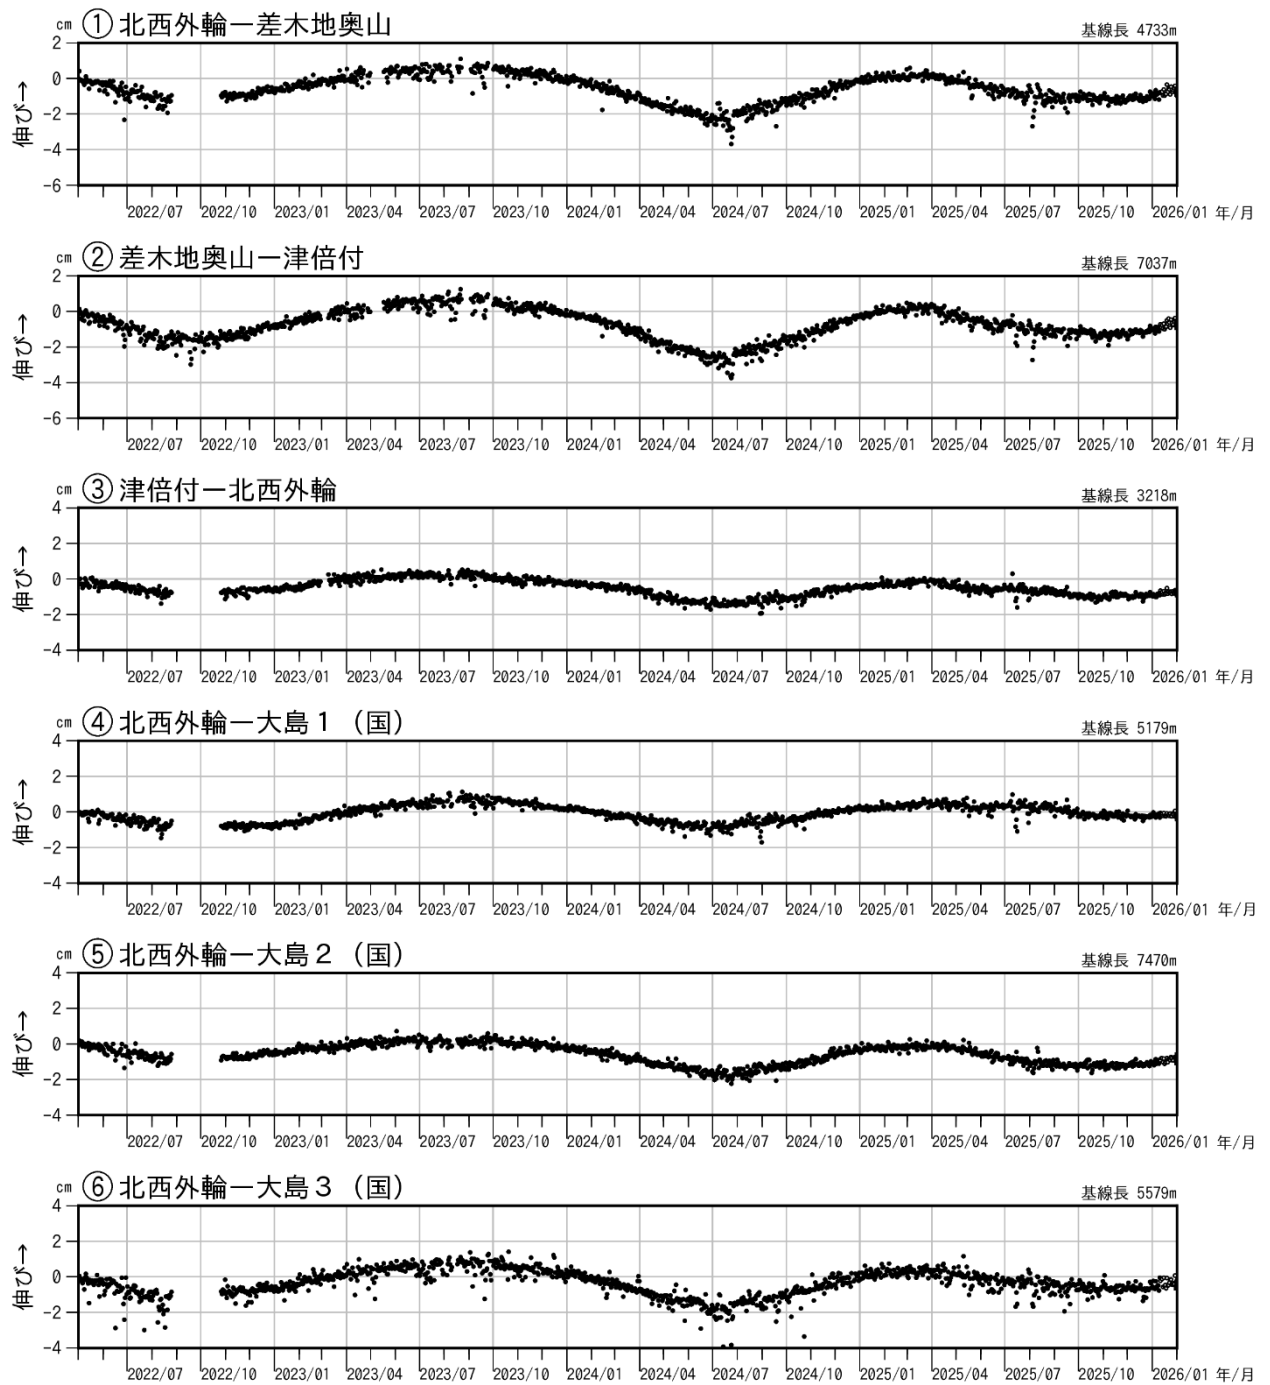 cm ①北西外輪ー差木地奥山 基線長 4733m
2
0
-2
-4
-6
伸び→
2022/07 2022/10 2023/01 2023/04 2023/07 2023/10 2024/01 2024/04 2024/07 2024/10 2025/01 2025/04 2025/07 2025/10 2026/01 年/月
cm ②差木地奥山ー津倍付 基線長 7037m
2
0
-2
-4
-6
伸び→
2022/07 2022/10 2023/01 2023/04 2023/07 2023/10 2024/01 2024/04 2024/07 2024/10 2025/01 2025/04 2025/07 2025/10 2026/01 年/月
cm ③津倍付ー北西外輪 基線長 3218m
4
2
0
-2
-4
伸び→
2022/07 2022/10 2023/01 2023/04 2023/07 2023/10 2024/01 2024/04 2024/07 2024/10 2025/01 2025/04 2025/07 2025/10 2026/01 年/月
cm ④北西外輪ー大島１（国） 基線長 5179m
4
2
0
-2
-4
伸び→
2022/07 2022/10 2023/01 2023/04 2023/07 2023/10 2024/01 2024/04 2024/07 2024/10 2025/01 2025/04 2025/07 2025/10 2026/01 年/月
cm ⑤北西外輪ー大島２（国） 基線長 7470m
4
2
0
-2
-4
伸び→
2022/07 2022/10 2023/01 2023/04 2023/07 2023/10 2024/01 2024/04 2024/07 2024/10 2025/01 2025/04 2025/07 2025/10 2026/01 年/月
cm ⑥北西外輪ー大島３（国） 基線長 5579m
4
2
0
-2
-4
伸び→
2022/07 2022/10 2023/01 2023/04 2023/07 2023/10 2024/01 2024/04 2024/07 2024/10 2025/01 2025/04 2025/07 2025/10 2026/01 年/月